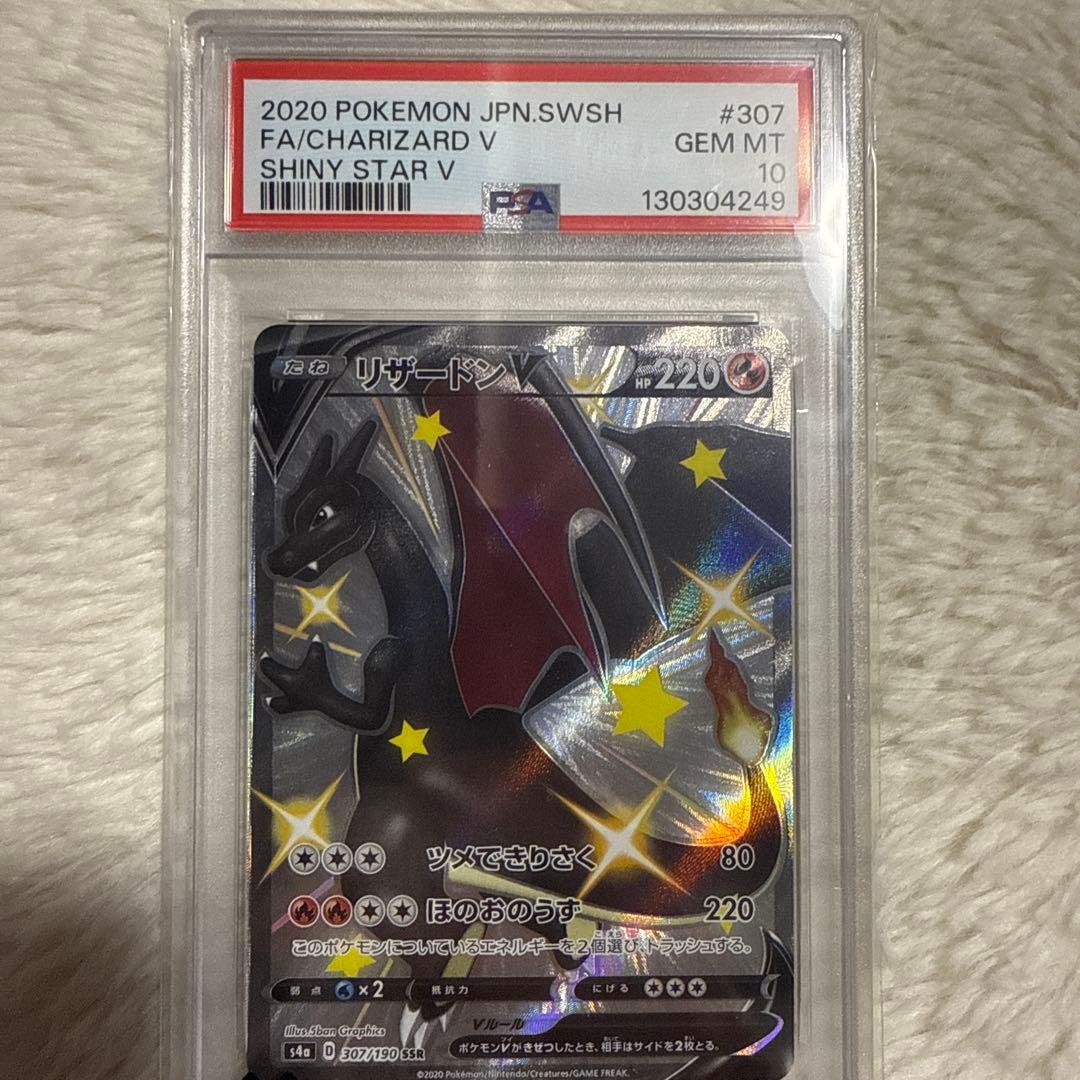 2020 POKEMON JPN.SWSH #307
FA/CHARIZARD V GEM MT
SHINY STAR V 10
PSA 130304249
たね リザードンV HP 220
ツメできりさく 80
ほのおのうず 220
このポケモンについているエネルギーを2個選び、トラッシュする。
弱点 ×2 抵抗力 にげる
Illus. 5ban Graphics
Vルール
s4a D 307/190 SSR ポケモンVがきぜつしたとき、相手はサイドを2枚とる。
©2020 Pokémon/Nintendo/Creatures/GAME FREAK.